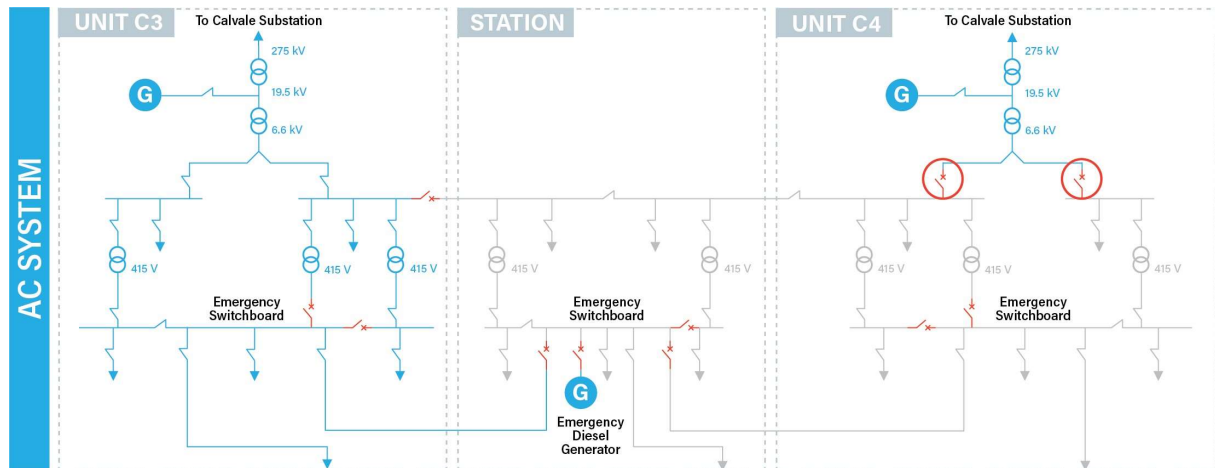 AC SYSTEM
UNIT C3
To Calvale Substation
275 kV
G
19.5 kV
6.6 kV
415 V
415 V
415 V
Emergency
Switchboard
STATION
415 V
415 V
Emergency
Switchboard
G
Emergency
Diesel
Generator
UNIT C4
To Calvale Substation
275 kV
G
19.5 kV
6.6 kV
415 V
415 V
415 V
Emergency
Switchboard